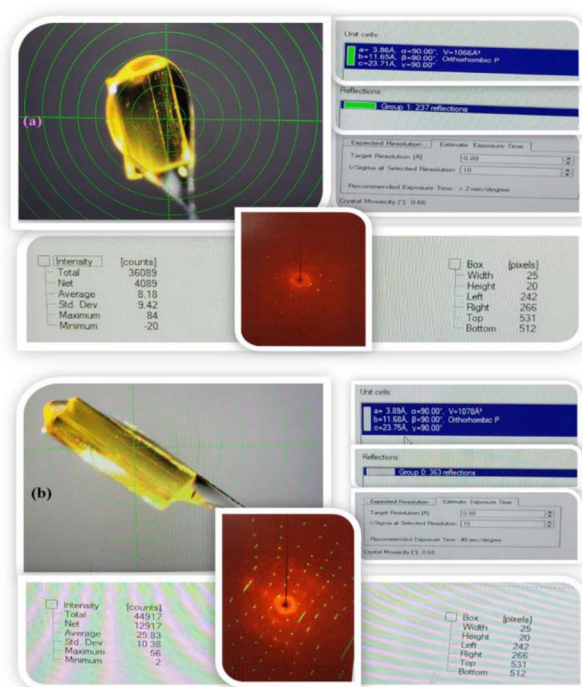 (a)
Unit cells:
a= 3.86Å, α=90.00°, V=1066Å³
b=11.65Å, β=90.00°, Orthorhombic P
c=23.71Å, γ=90.00°
Reflections:
Group 1: 237 reflections
Expected Resolution Estimate Exposure Time
Target Resolution [Å] 0.80
I/Sigma at Selected Resolution 10
Recommended Exposure Time: > 2 min/degree
Crystal Mosaicity [°]: 0.66
Intensity [counts]
Total 36089
Net 4089
Average 8.18
Std. Dev. 9.42
Maximum 84
Minimum -20
Box [pixels]
Width 25
Height 20
Left 242
Right 266
Top 531
Bottom 512
(b)
Unit cells:
a= 3.89Å, α=90.00°, V=1078Å³
b=11.68Å, β=90.00°, Orthorhombic P
c=23.75Å, γ=90.00°
Reflections:
Group 0: 363 reflections
Expected Resolution Estimate Exposure Time
Target Resolution [Å] 0.80
I/Sigma at Selected Resolution 10
Recommended Exposure Time: 40 sec/degree
Crystal Mosaicity [°]: 0.68
Intensity [counts]
Total 44917
Net 12917
Average 25.83
Std. Dev. 10.38
Maximum 56
Minimum 2
Box [pixels]
Width 25
Height 20
Left 242
Right 266
Top 531
Bottom 512